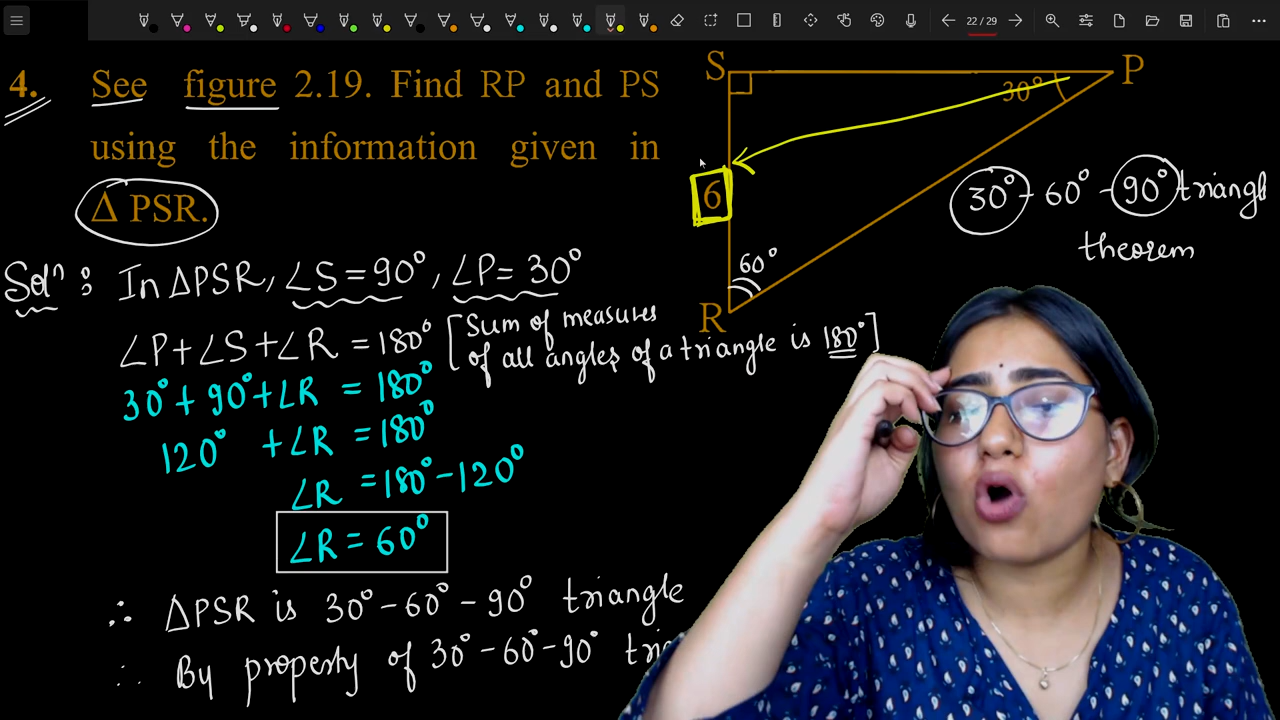 22 / 29
4. See figure 2.19. Find RP and PS
using the information given in
Δ PSR.
S
P
30°
6
60°
R
30° - 60° - 90° triangle
theorem
Solⁿ : In ΔPSR, ∠S = 90°, ∠P = 30°
∠P + ∠S + ∠R = 180° [Sum of measures
of all angles of a triangle is 180°]
30° + 90° + ∠R = 180°
120° + ∠R = 180°
∠R = 180° - 120°
∠R = 60°
∴ ΔPSR is 30° - 60° - 90° triangle
∴ By property of 30° - 60° - 90°